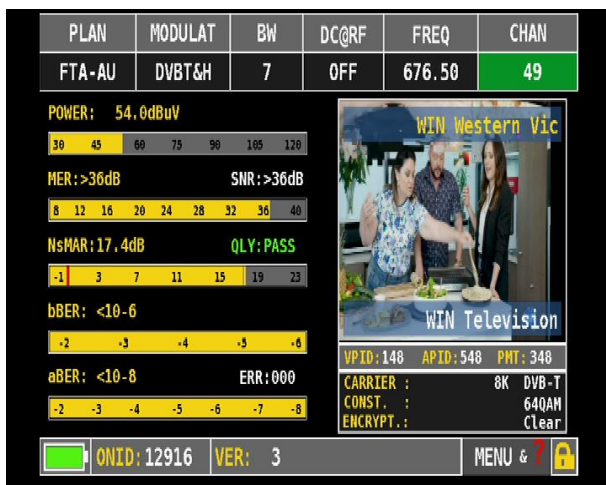 PLAN MODULAT BW DC@RF FREQ CHAN
FTA-AU DVBT&H 7 OFF 676.50 49
POWER: 54.0dBuV
30 45 60 75 90 105 120
MER:>36dB SNR:>36dB
8 12 16 20 24 28 32 36 40
NsMAR:17.4dB QLY:PASS
-1 3 7 11 15 19 23
bBER: <10-6
-2 -3 -4 -5 -6
aBER: <10-8 ERR:000
-2 -3 -4 -5 -6 -7 -8
WIN Western Vic
WIN Television
VPID:148 APID:548 PMT:348
CARRIER : 8K DVB-T
CONST. : 64QAM
ENCRYPT.: Clear
ONID:12916 VER: 3 MENU & ?